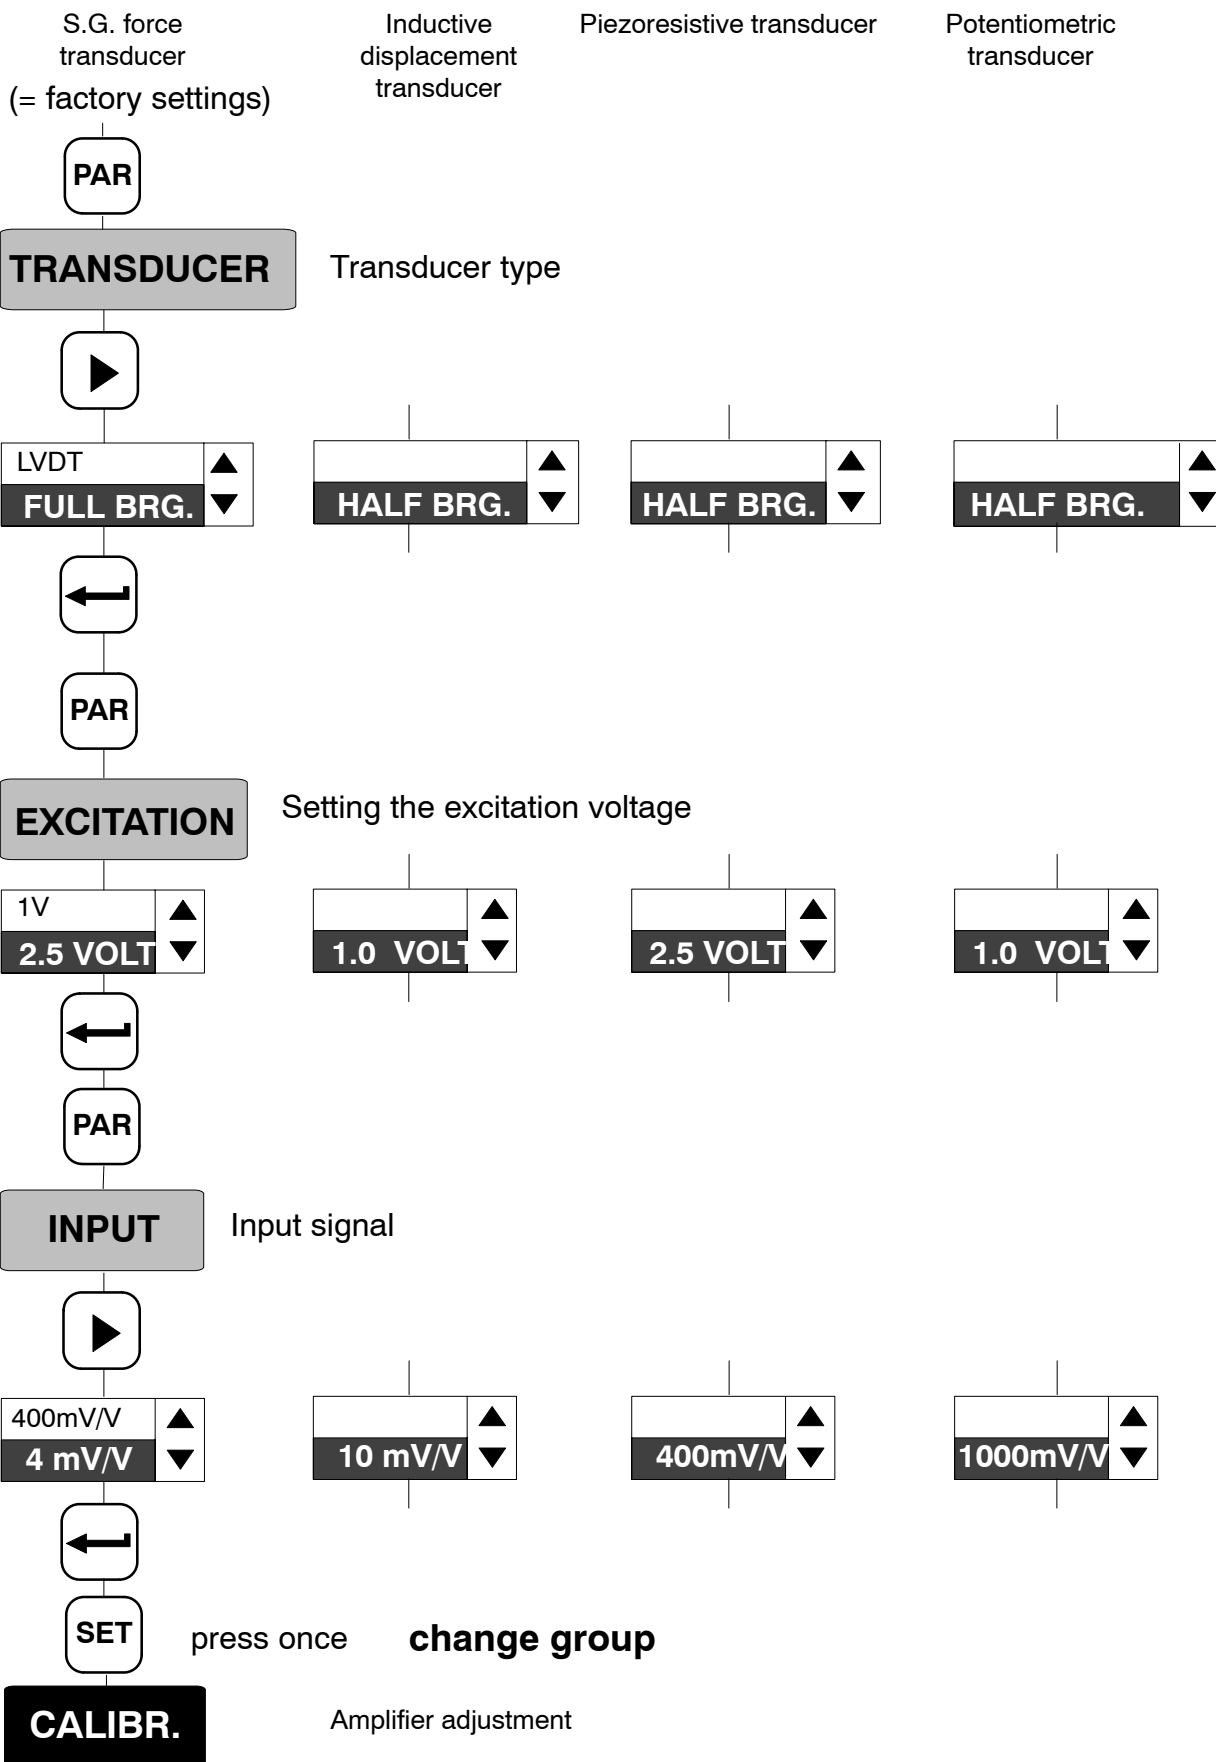 S.G. force
transducer
(= factory settings)
Inductive
displacement
transducer
Piezoresistive transducer
Potentiometric
transducer
PAR
TRANSDUCER
Transducer type
LVDT
FULL BRG.
HALF BRG.
HALF BRG.
HALF BRG.
PAR
EXCITATION
Setting the excitation voltage
1V
2.5 VOLT
1.0 VOLT
2.5 VOLT
1.0 VOLT
PAR
INPUT
Input signal
400mV/V
4 mV/V
10 mV/V
400mV/V
1000mV/V
SET
press once change group
CALIBR.
Amplifier adjustment